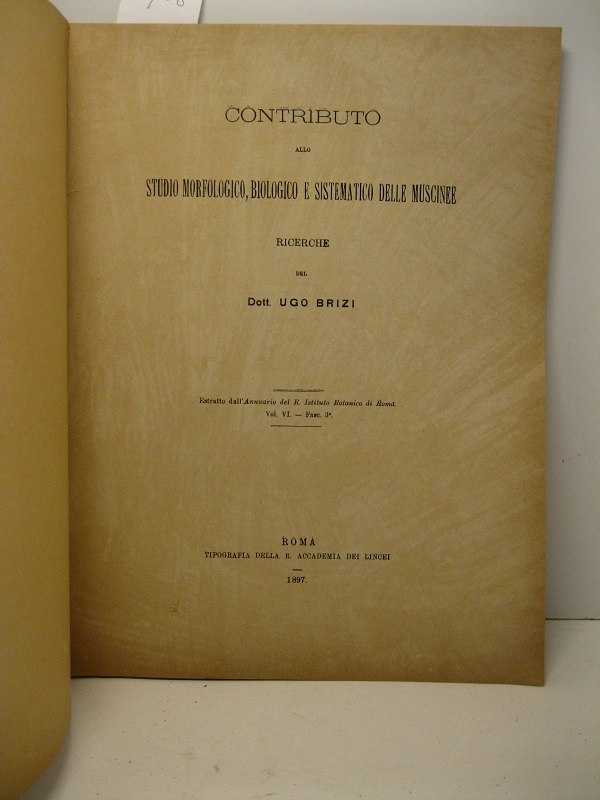 CONTRIBUTO
ALLO
STUDIO MORFOLOGICO, BIOLOGICO E SISTEMATICO DELLE MUSCINEE
RICERCHE
DEL
Dott. UGO BRIZI
Estratto dall'Annuario del R. Istituto Botanico di Roma.
Vol. VI. — Fasc. 3º.
ROMA
TIPOGRAFIA DELLA R. ACCADEMIA DEI LINCEI
1897.